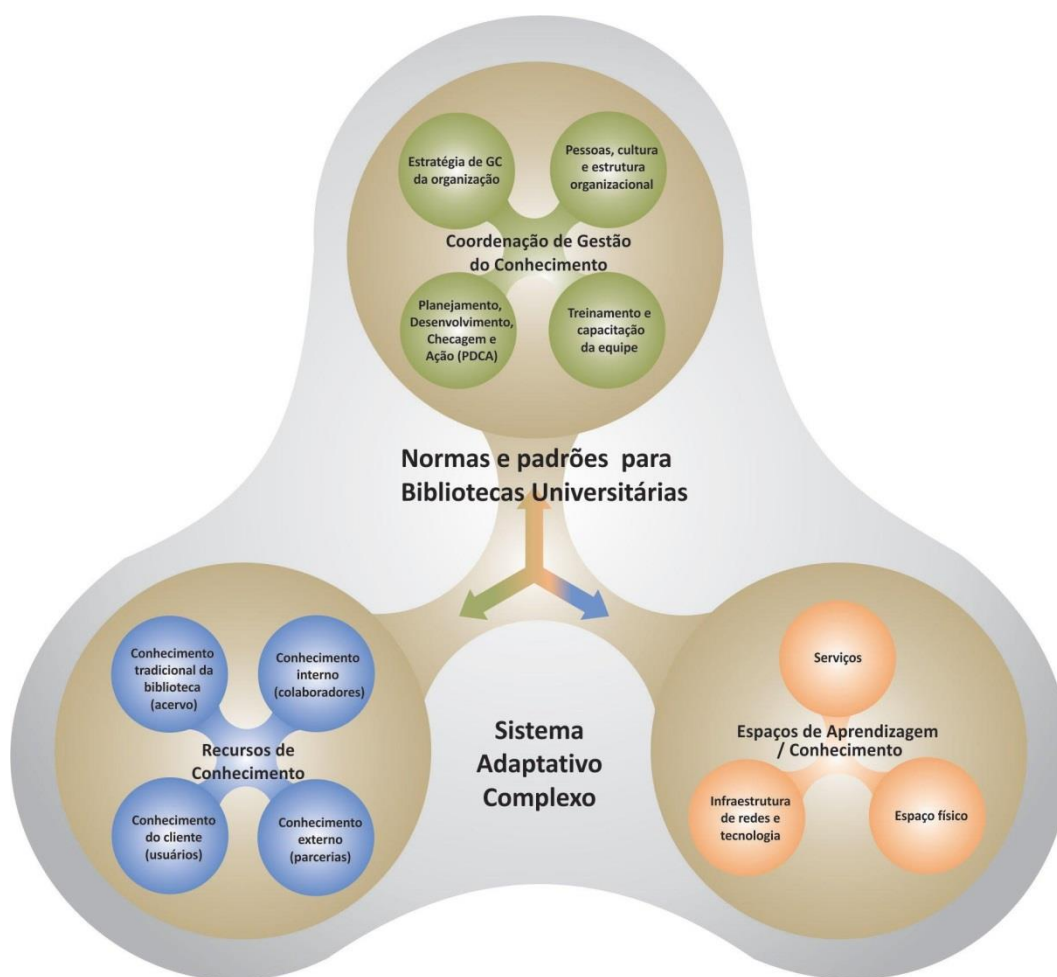 Estratégia de GC
da organização
Pessoas, cultura
e estrutura
organizacional
Coordenação de Gestão
do Conhecimento
Planejamento,
Desenvolvimento,
Checagem e
Ação (PDCA)
Treinamento e
capacitação
da equipe
Normas e padrões para
Bibliotecas Universitárias
Conhecimento
tradicional da
biblioteca
(acervo)
Conhecimento
interno
(colaboradores)
Recursos de
Conhecimento
Conhecimento
do cliente
(usuários)
Conhecimento
externo
(parcerias)
Sistema
Adaptativo
Complexo
Serviços
Espaços de Aprendizagem
/ Conhecimento
Infraestrutura
de redes e
tecnologia
Espaço físico